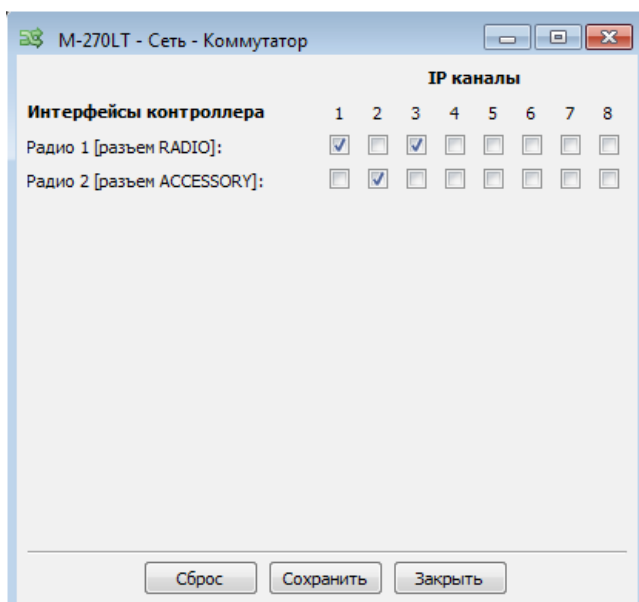 M-270LT - Сеть - Коммутатор
IP каналы
Интерфейсы контроллера 1 2 3 4 5 6 7 8
Радио 1 [разъем RADIO]:
Радио 2 [разъем ACCESSORY]:
Сброс Сохранить Закрыть